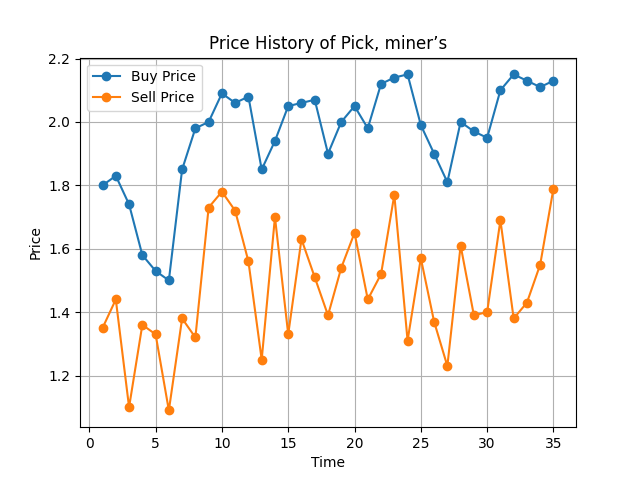 Price History of Pick, miner’s
Buy Price
Sell Price
Price
2.2
2.0
1.8
1.6
1.4
1.2
0 5 10 15 20 25 30 35
Time